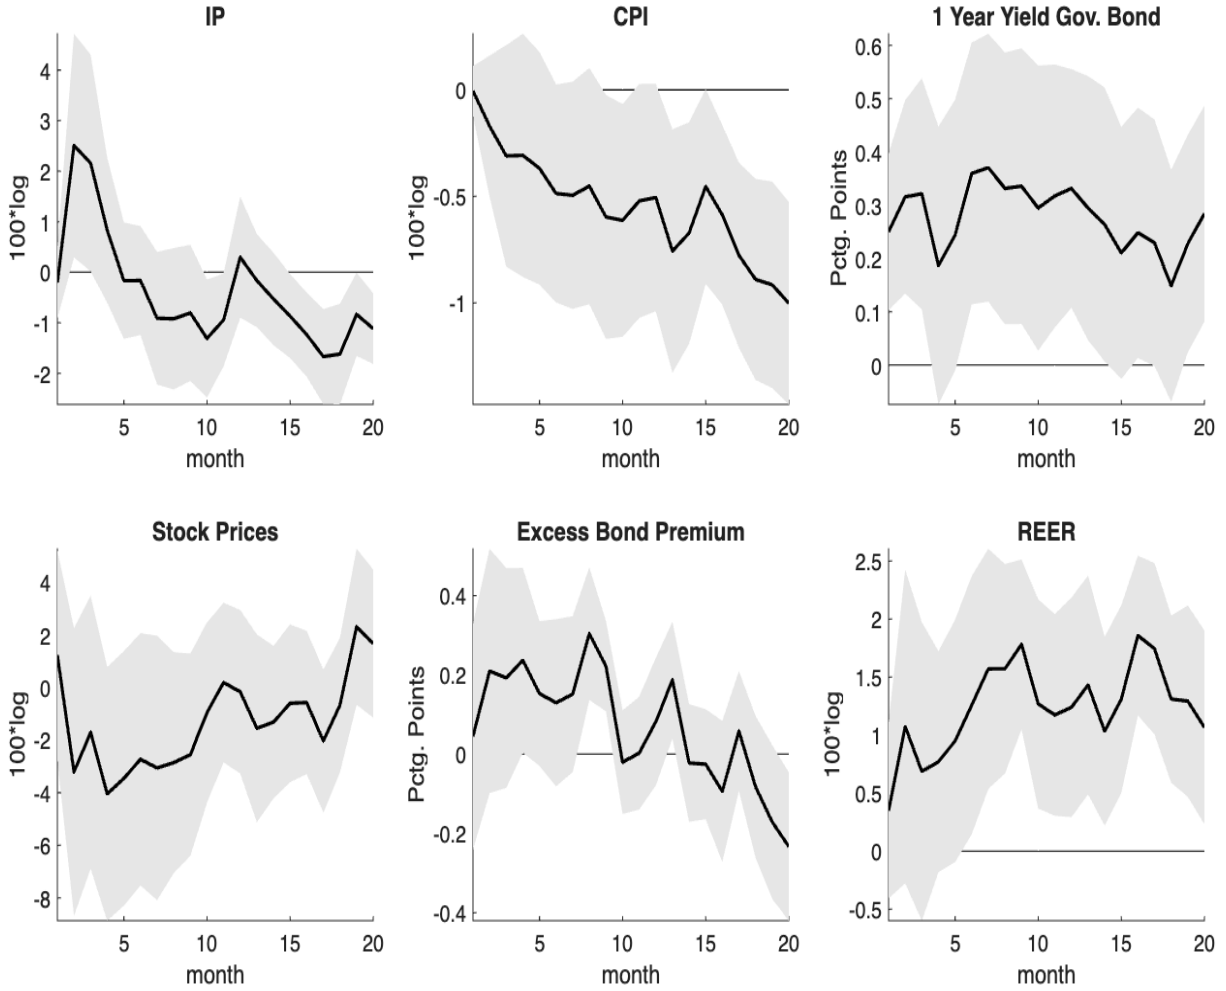 IP
4
3
2
1
0
-1
-2
100*log
5 10 15 20
month
CPI
0
-0.5
-1
100*log
5 10 15 20
month
1 Year Yield Gov. Bond
0.6
0.5
0.4
0.3
0.2
0.1
0
Pctg. Points
5 10 15 20
month
Stock Prices
4
2
0
-2
-4
-6
-8
100*log
5 10 15 20
month
Excess Bond Premium
0.4
0.2
0
-0.2
-0.4
Pctg. Points
5 10 15 20
month
REER
2.5
2
1.5
1
0.5
0
-0.5
100*log
5 10 15 20
month